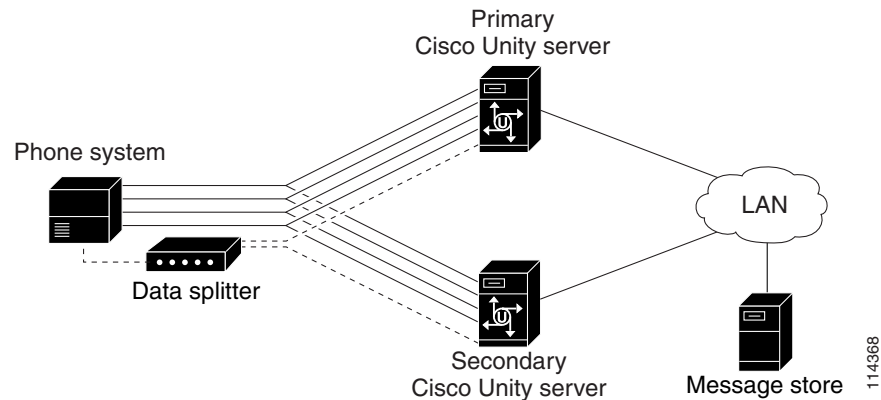 Primary
Cisco Unity server
Phone system
U
LAN
Data splitter
U
Secondary
Cisco Unity server
Message store
114368